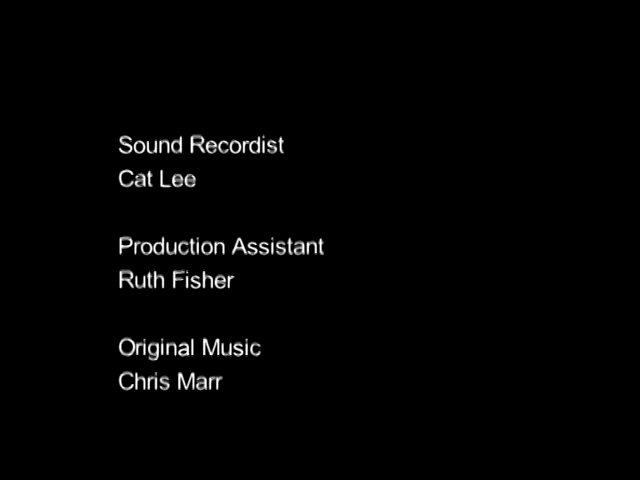 Sound Recordist
Cat Lee
Production Assistant
Ruth Fisher
Original Music
Chris Marr